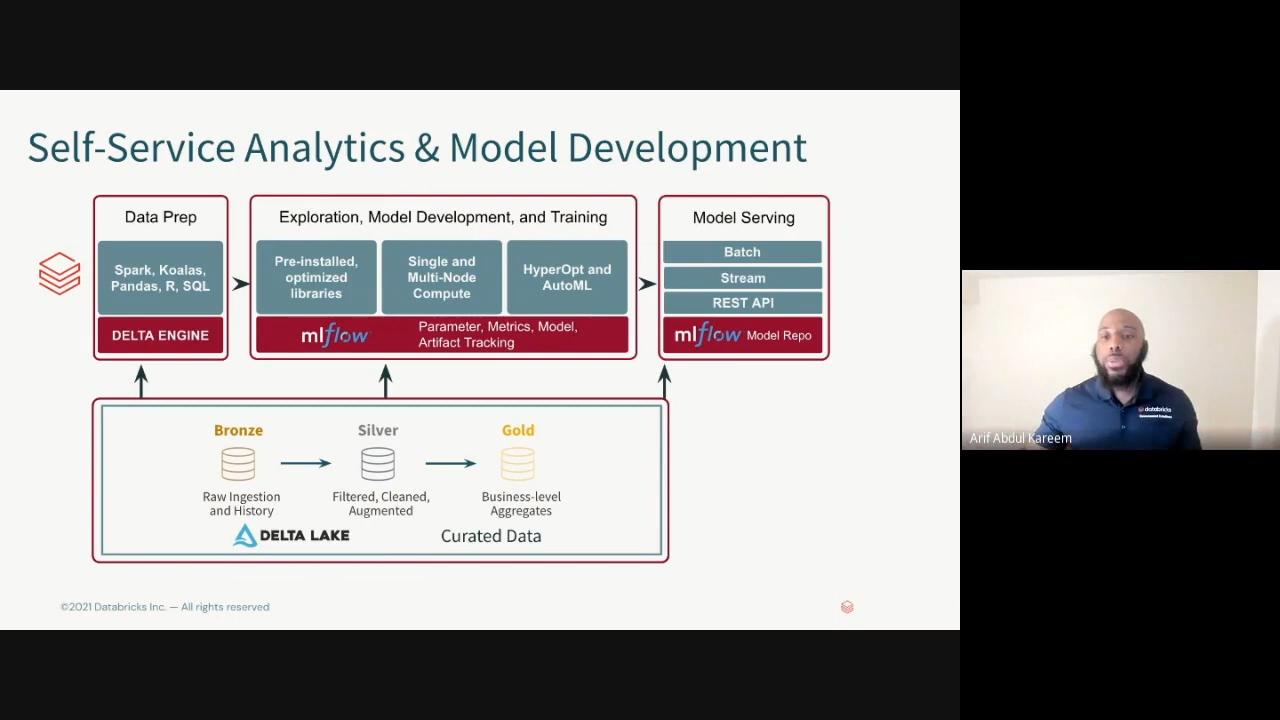 Self-Service Analytics & Model Development
Data Prep
Spark, Koalas,
Pandas, R, SQL
DELTA ENGINE
Exploration, Model Development, and Training
Pre-installed,
optimized
libraries
Single and
Multi-Node
Compute
HyperOpt and
AutoML
mlflow
Parameter, Metrics, Model,
Artifact Tracking
Model Serving
Batch
Stream
REST API
mlflow Model Repo
Bronze
Silver
Gold
Raw Ingestion
and History
Filtered, Cleaned,
Augmented
Business-level
Aggregates
DELTA LAKE
Curated Data
©2021 Databricks Inc. — All rights reserved
databricks
Arif Abdul Kareem